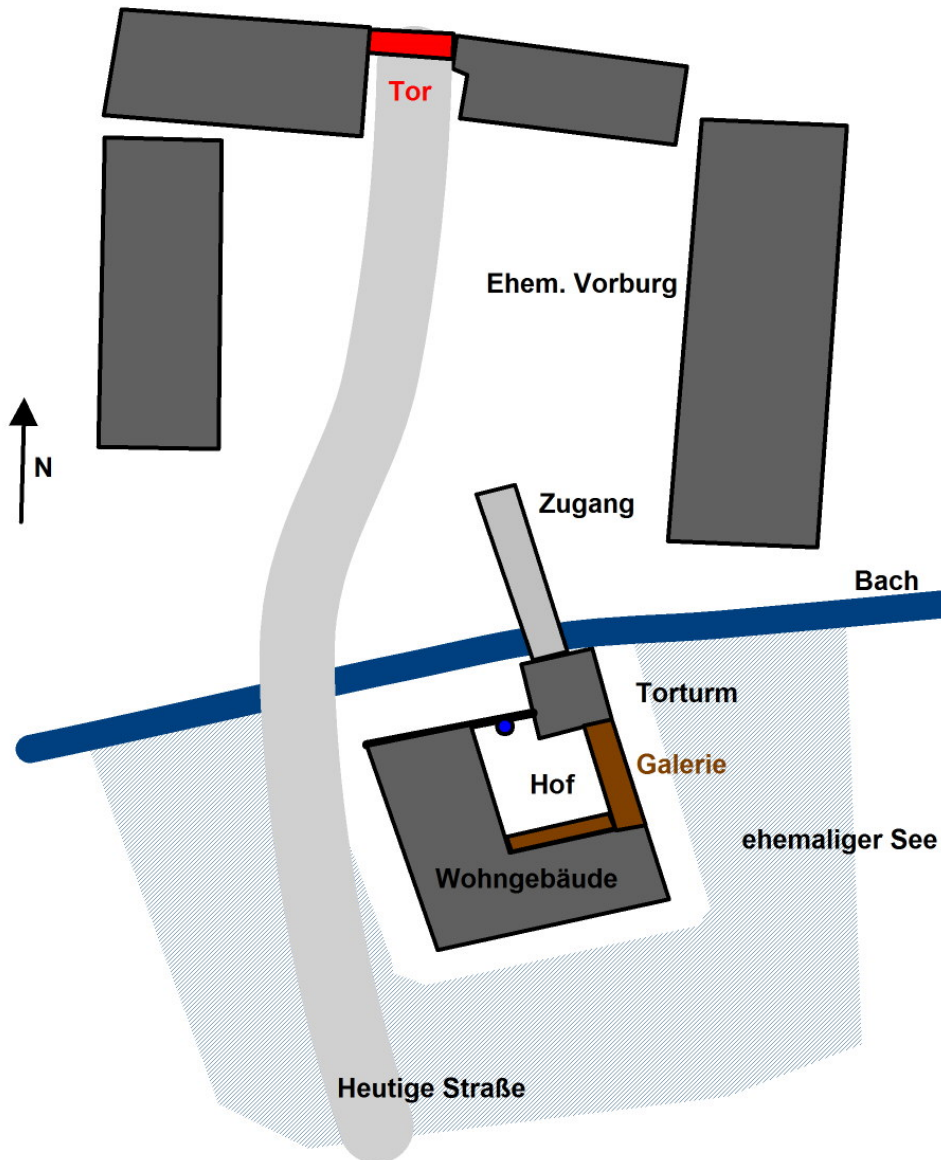 Tor
Ehem. Vorburg
N
Zugang
Bach
Torturm
Galerie
Hof
ehemaliger See
Wohngebäude
Heutige Straße